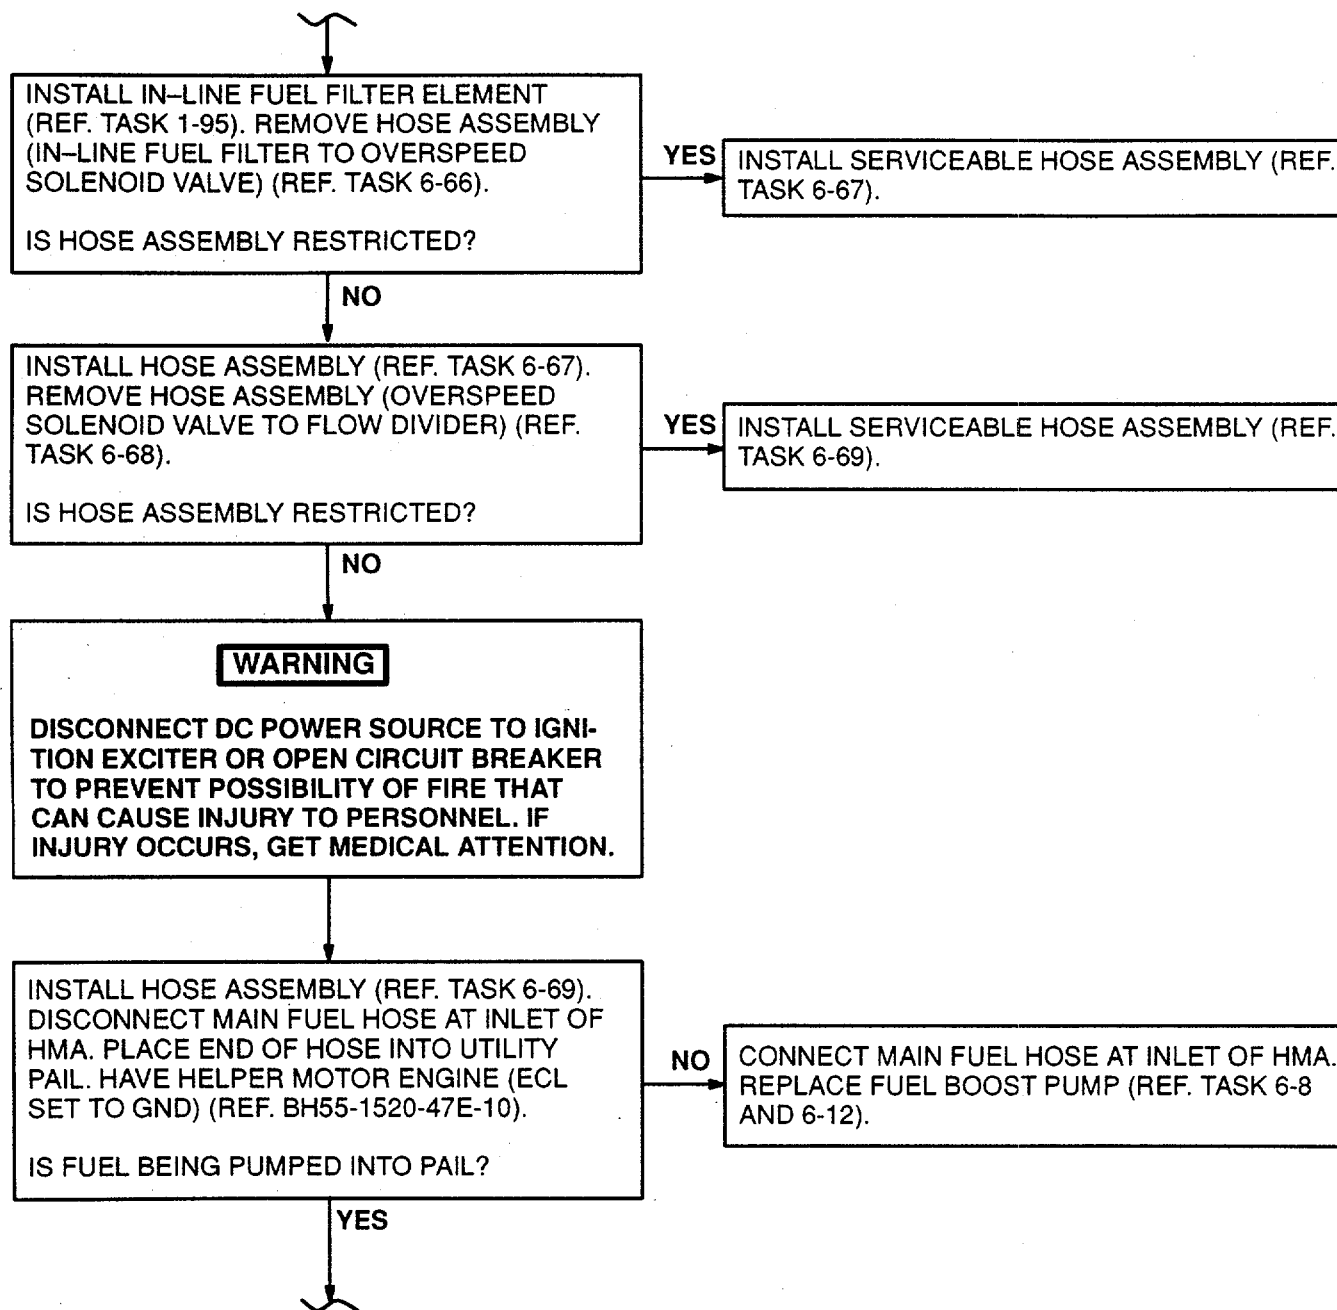 INSTALL IN–LINE FUEL FILTER ELEMENT
(REF. TASK 1-95). REMOVE HOSE ASSEMBLY
(IN–LINE FUEL FILTER TO OVERSPEED
SOLENOID VALVE) (REF. TASK 6-66).
IS HOSE ASSEMBLY RESTRICTED?
YES
INSTALL SERVICEABLE HOSE ASSEMBLY (REF.
TASK 6-67).
NO
INSTALL HOSE ASSEMBLY (REF. TASK 6-67).
REMOVE HOSE ASSEMBLY (OVERSPEED
SOLENOID VALVE TO FLOW DIVIDER) (REF.
TASK 6-68).
IS HOSE ASSEMBLY RESTRICTED?
YES
INSTALL SERVICEABLE HOSE ASSEMBLY (REF.
TASK 6-69).
NO
WARNING
DISCONNECT DC POWER SOURCE TO IGNI-
TION EXCITER OR OPEN CIRCUIT BREAKER
TO PREVENT POSSIBILITY OF FIRE THAT
CAN CAUSE INJURY TO PERSONNEL. IF
INJURY OCCURS, GET MEDICAL ATTENTION.
INSTALL HOSE ASSEMBLY (REF. TASK 6-69).
DISCONNECT MAIN FUEL HOSE AT INLET OF
HMA. PLACE END OF HOSE INTO UTILITY
PAIL. HAVE HELPER MOTOR ENGINE (ECL
SET TO GND) (REF. BH55-1520-47E-10).
IS FUEL BEING PUMPED INTO PAIL?
NO
CONNECT MAIN FUEL HOSE AT INLET OF HMA.
REPLACE FUEL BOOST PUMP (REF. TASK 6-8
AND 6-12).
YES